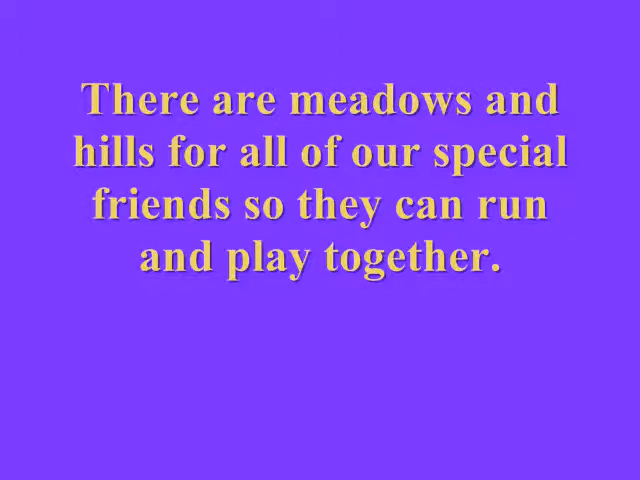 There are meadows and
hills for all of our special
friends so they can run
and play together.